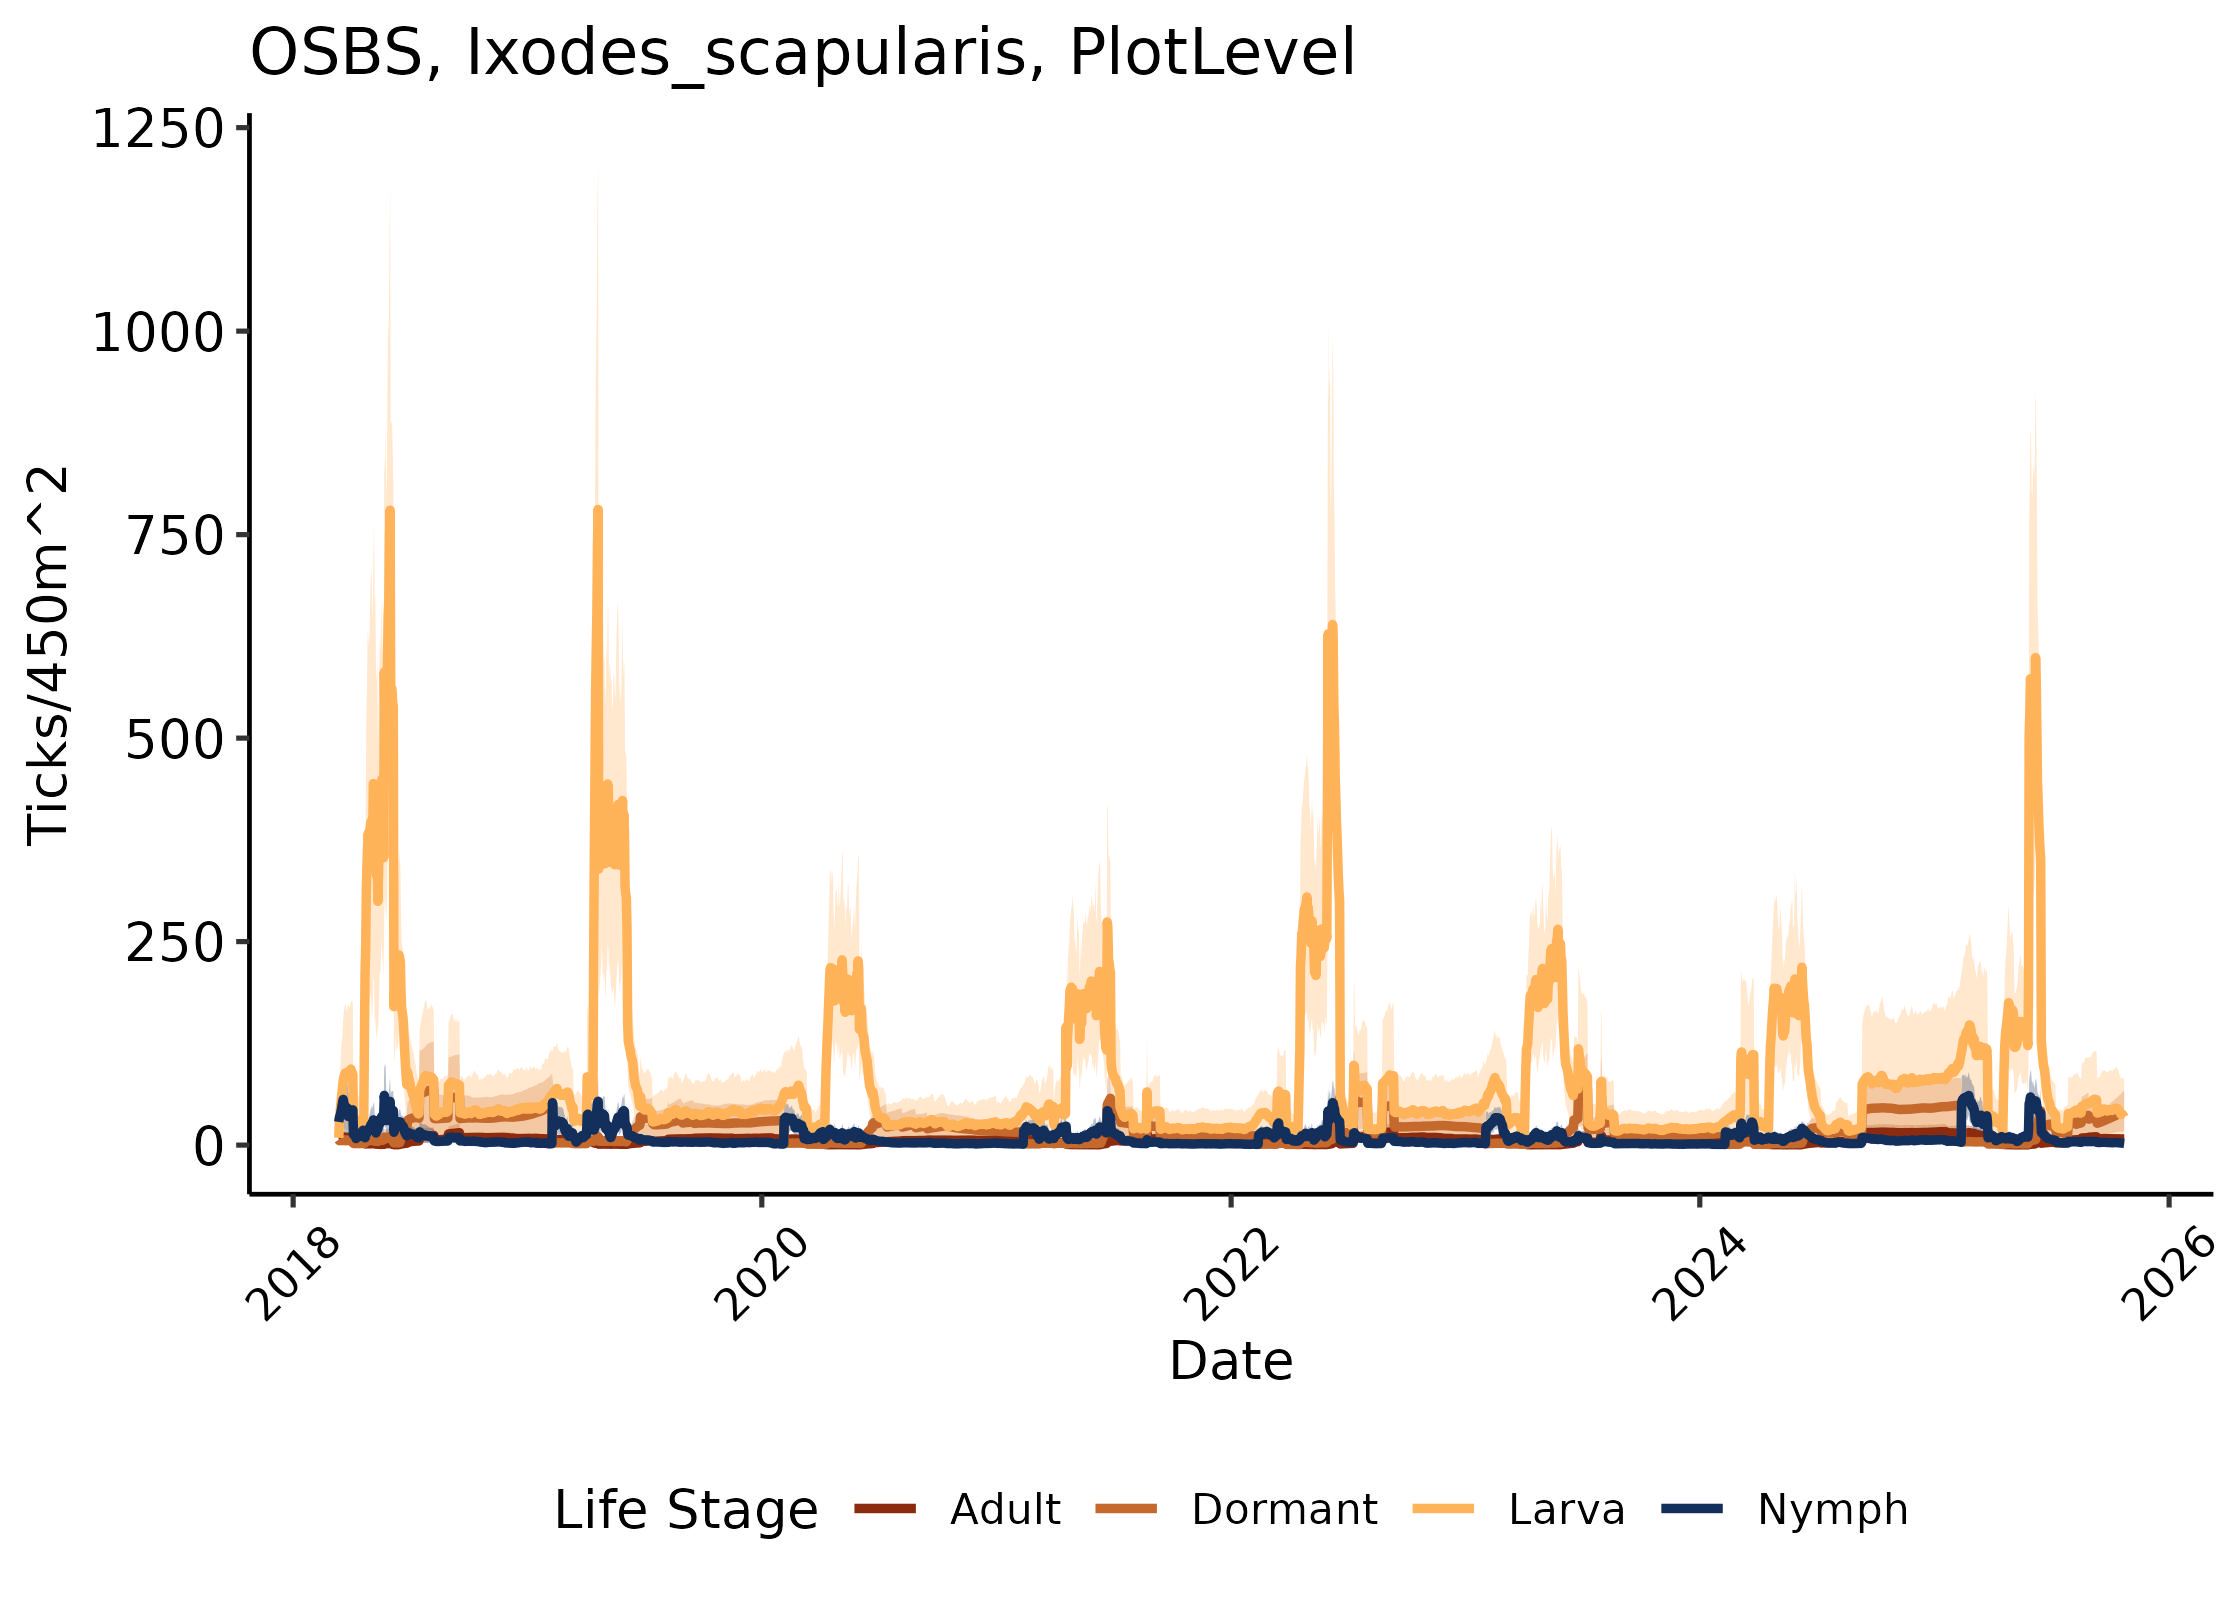 OSBS, Ixodes_scapularis, PlotLevel
Ticks/450m^2
1250
1000
750
500
250
0
2018
2020
2022
2024
2026
Date
Life Stage Adult Dormant Larva Nymph